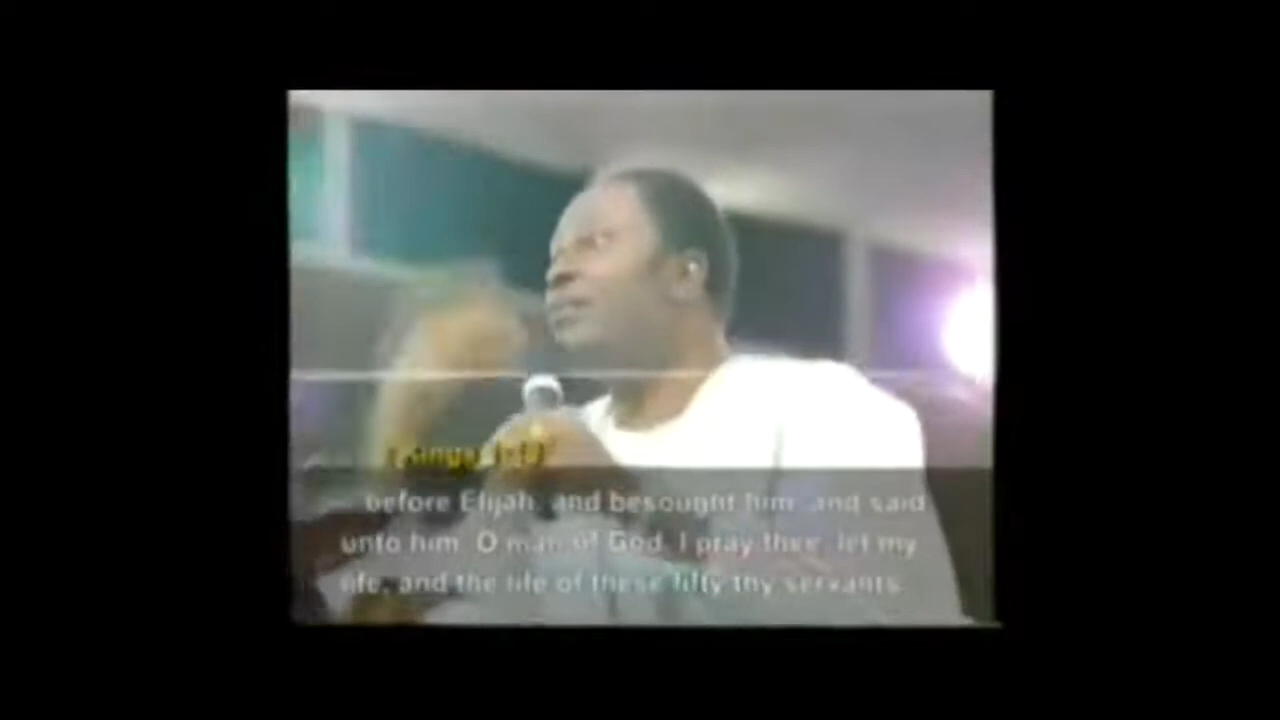 before Elijah, and besought him, and said
unto him, O man of God, I pray thee, let my
life, and the life of these fifty thy servants